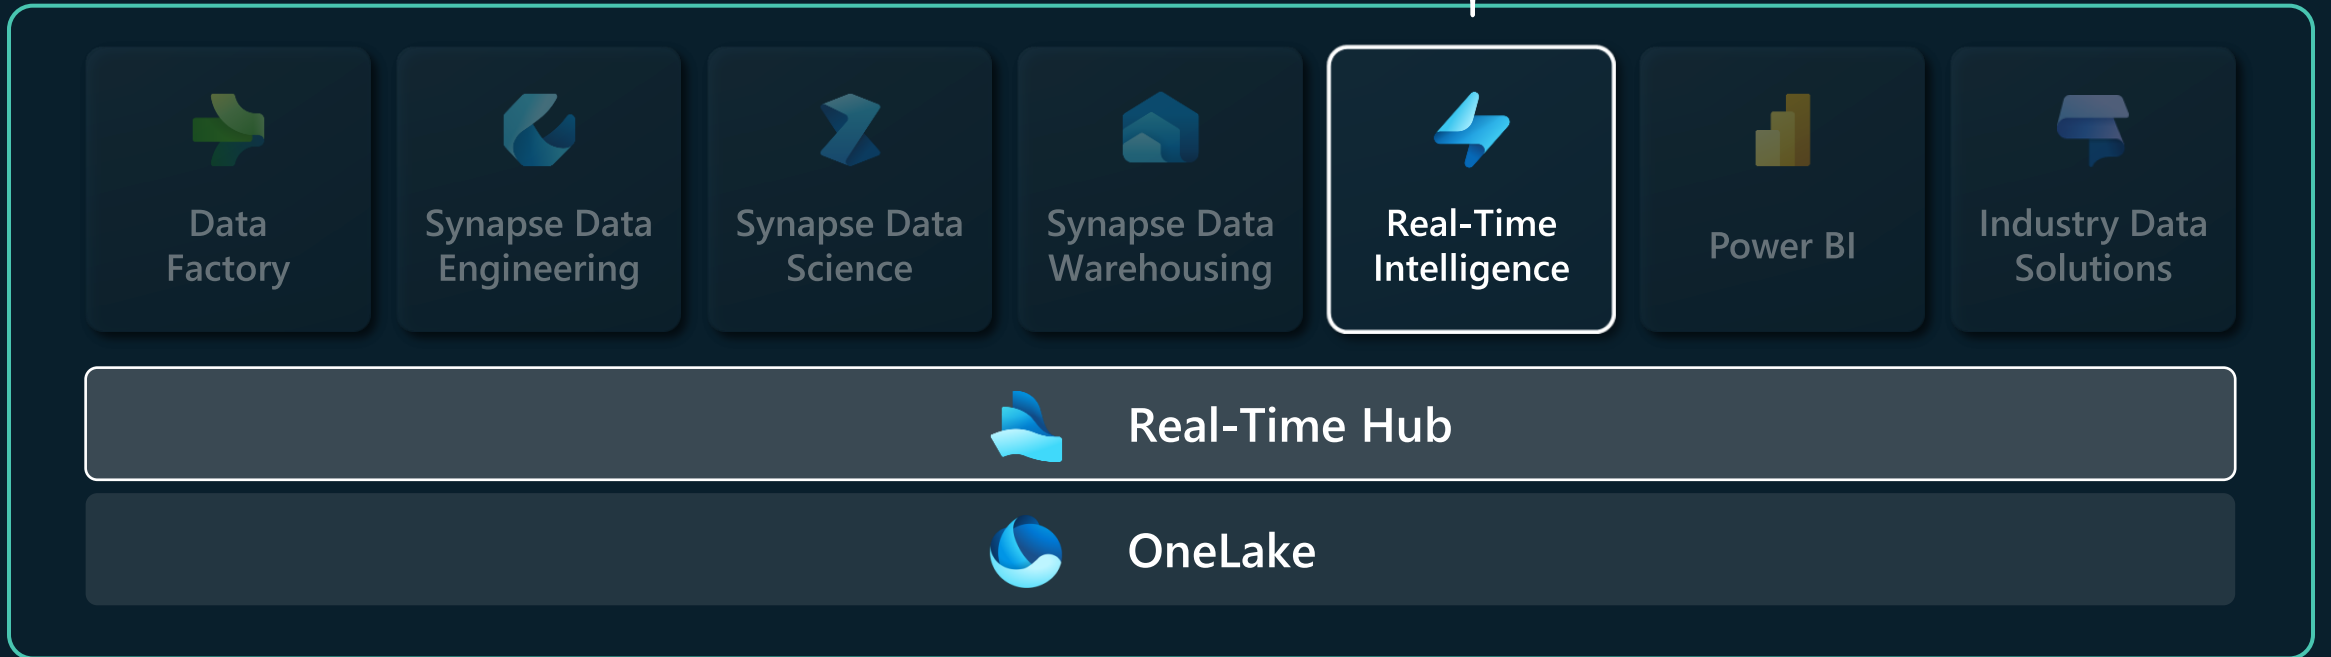 Data
Factory
Synapse Data
Engineering
Synapse Data
Science
Synapse Data
Warehousing
Real-Time
Intelligence
Power BI
Industry Data
Solutions
Real-Time Hub
OneLake